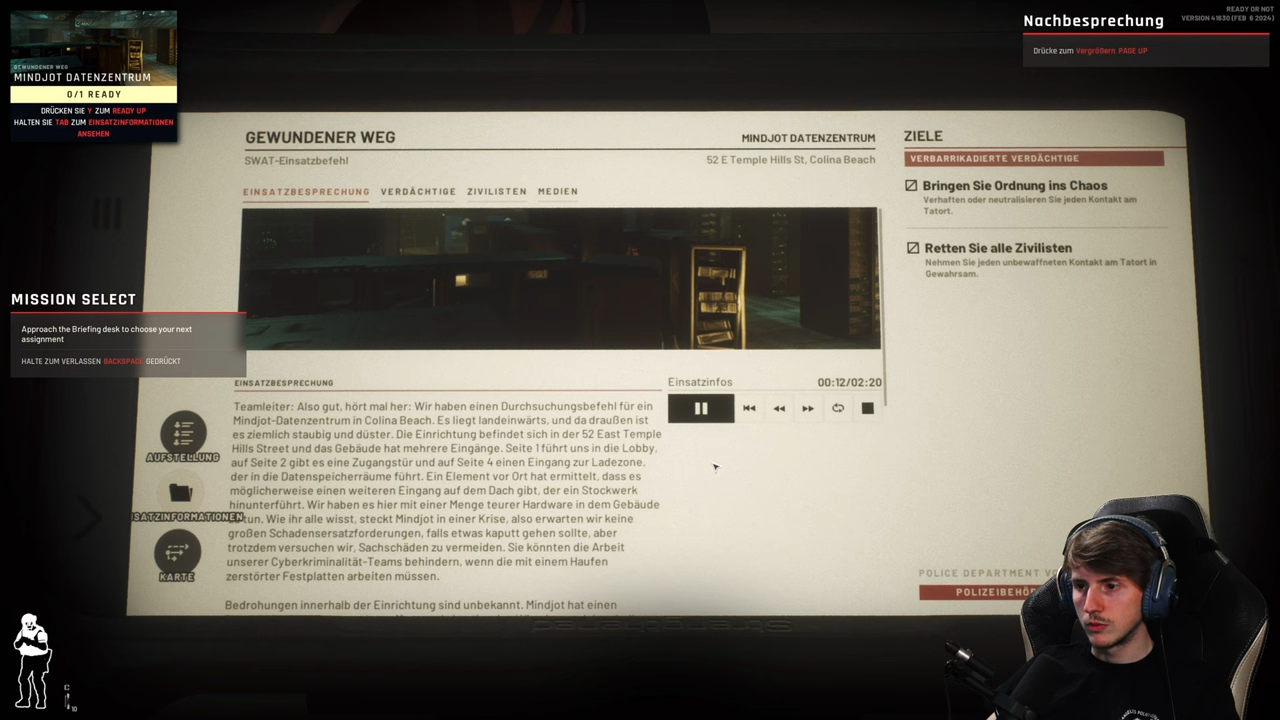 GEWUNDENER WEG
MINDJOT DATENZENTRUM
0/1 READY
DRÜCKEN SIE Y ZUM READY UP
HALTEN SIE TAB ZUM EINSATZINFORMATIONEN
ANSEHEN
Nachbesprechung
READY OR NOT
VERSION 41630 (FEB 6 2024)
Drücke zum Vergrößern PAGE UP
MISSION SELECT
Approach the Briefing desk to choose your next
assignment
HALTE ZUM VERLASSEN BACKSPACE GEDRÜCKT
AUFSTELLUNG
SATZINFORMATIONEN
KARTE
GEWUNDENER WEG
MINDJOT DATENZENTRUM
SWAT-Einsatzbefehl
52 E Temple Hills St, Colina Beach
EINSATZBESPRECHUNG VERDÄCHTIGE ZIVILISTEN MEDIEN
EINSATZBESPRECHUNG
Teamleiter: Also gut, hört mal her: Wir haben einen Durchsuchungsbefehl für ein
Mindjot-Datenzentrum in Colina Beach. Es liegt landeinwärts, und da draußen ist
es ziemlich staubig und düster. Die Einrichtung befindet sich in der 52 East Temple
Hills Street und das Gebäude hat mehrere Eingänge. Seite 1 führt uns in die Lobby,
auf Seite 2 gibt es eine Zugangstür und auf Seite 4 einen Eingang zur Ladezone,
der in die Datenspeicherräume führt. Ein Element vor Ort hat ermittelt, dass es
möglicherweise einen weiteren Eingang auf dem Dach gibt, der ein Stockwerk
hinunterführt. Wir haben es hier mit einer Menge teurer Hardware in dem Gebäude
tun. Wie ihr alle wisst, steckt Mindjot in einer Krise, also erwarten wir keine
großen Schadensersatzforderungen, falls etwas kaputt gehen sollte, aber
trotzdem versuchen wir, Sachschäden zu vermeiden. Sie könnten die Arbeit
unserer Cyberkriminalität-Teams behindern, wenn die mit einem Haufen
zerstörter Festplatten arbeiten müssen.
Bedrohungen innerhalb der Einrichtung sind unbekannt. Mindjot hat einen
Einsatzinfos 00:12/02:20
ZIELE
VERBARRIKADIERTE VERDÄCHTIGE
Bringen Sie Ordnung ins Chaos
Verhaften oder neutralisieren Sie jeden Kontakt am
Tatort.
Retten Sie alle Zivilisten
Nehmen Sie jeden unbewaffneten Kontakt am Tatort in
Gewahrsam.
POLICE DEPARTMENT
POLIZEIBEHÖR
10